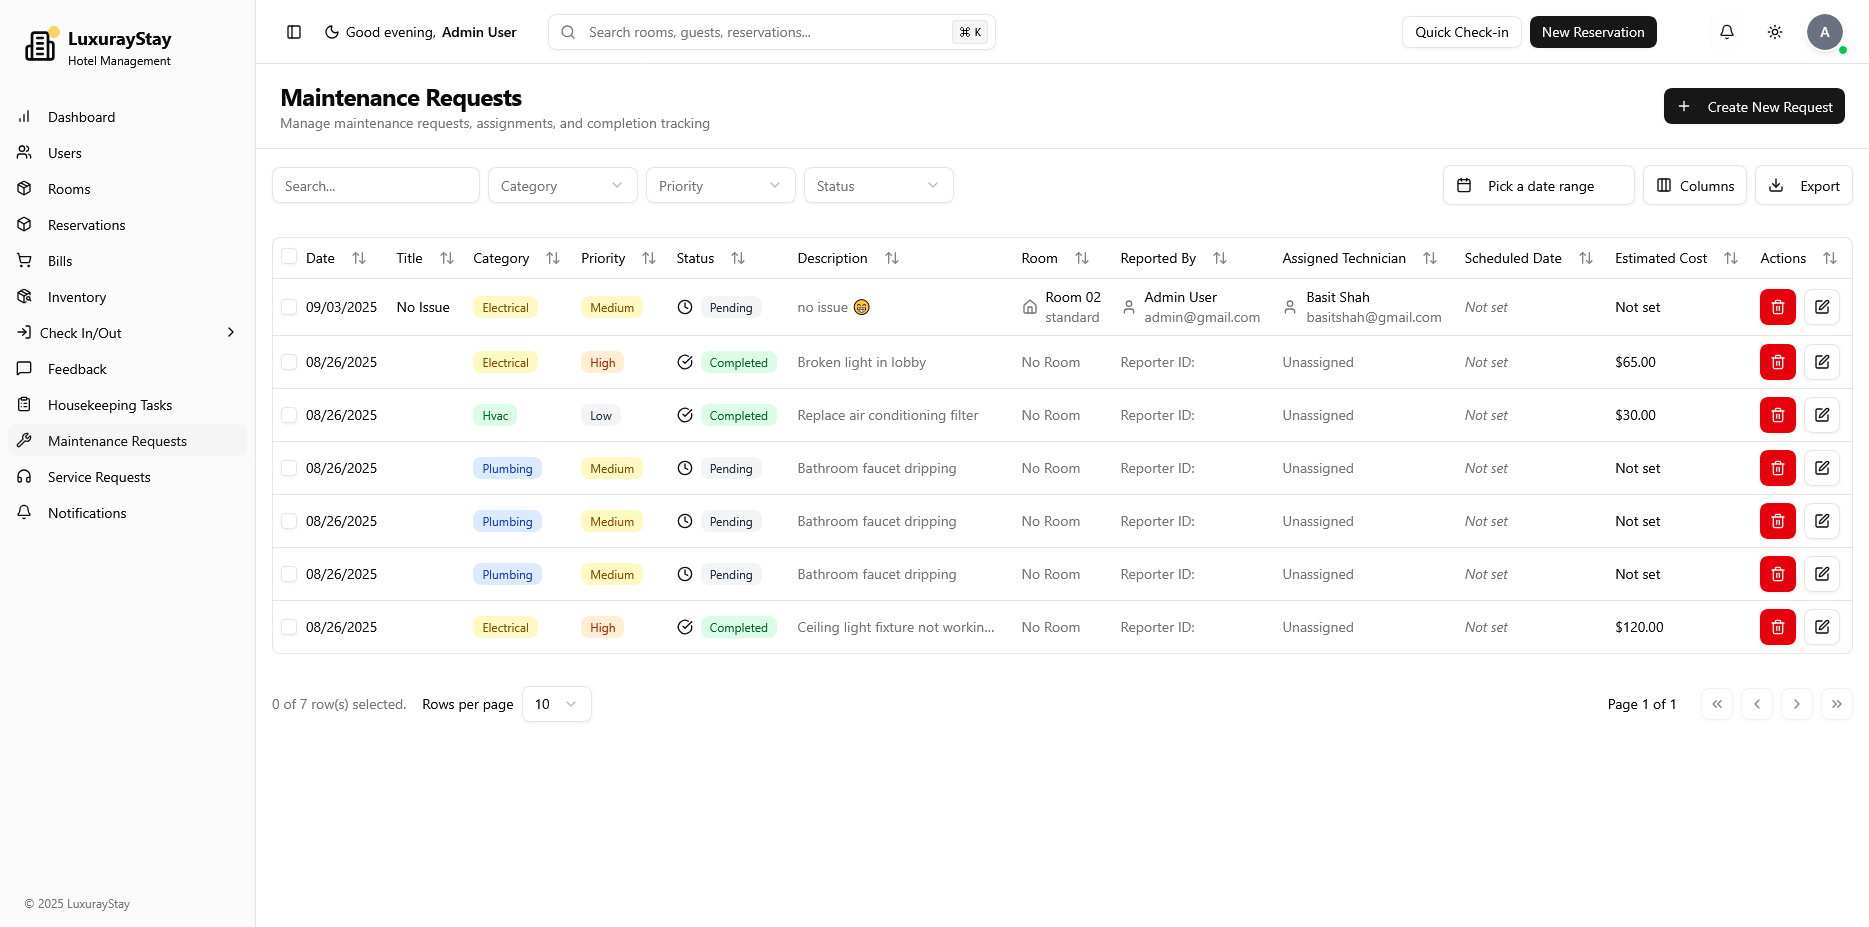 LuxurayStay
Hotel Management
Dashboard
Users
Rooms
Reservations
Bills
Inventory
Check In/Out
Feedback
Housekeeping Tasks
Maintenance Requests
Service Requests
Notifications
© 2025 LuxurayStay
Good evening, Admin User
Search rooms, guests, reservations...
⌘ K
Quick Check-in
New Reservation
A
Maintenance Requests
Manage maintenance requests, assignments, and completion tracking
Create New Request
Search...
Category
Priority
Status
Pick a date range
Columns
Export
Date Title Category Priority Status Description Room Reported By Assigned Technician Scheduled Date Estimated Cost Actions
09/03/2025 No Issue Electrical Medium Pending no issue 😁 Room 02 Admin User Basit Shah Not set Not set
standard admin@gmail.com basitshah@gmail.com
08/26/2025 Electrical High Completed Broken light in lobby No Room Reporter ID: Unassigned Not set $65.00
08/26/2025 Hvac Low Completed Replace air conditioning filter No Room Reporter ID: Unassigned Not set $30.00
08/26/2025 Plumbing Medium Pending Bathroom faucet dripping No Room Reporter ID: Unassigned Not set Not set
08/26/2025 Plumbing Medium Pending Bathroom faucet dripping No Room Reporter ID: Unassigned Not set Not set
08/26/2025 Plumbing Medium Pending Bathroom faucet dripping No Room Reporter ID: Unassigned Not set Not set
08/26/2025 Electrical High Completed Ceiling light fixture not workin... No Room Reporter ID: Unassigned Not set $120.00
0 of 7 row(s) selected.
Rows per page 10
Page 1 of 1